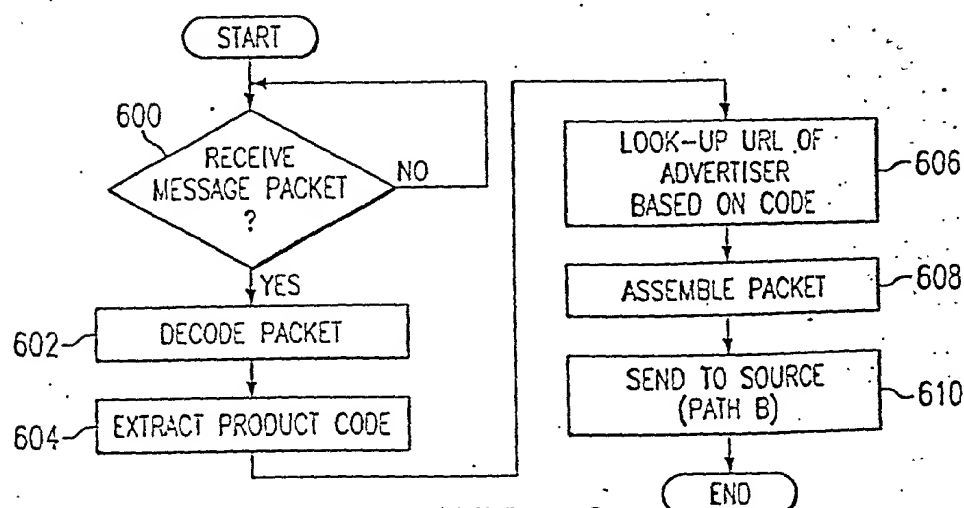 START
600
RECEIVE
MESSAGE PACKET
?
NO
YES
602
DECODE PACKET
604
EXTRACT PRODUCT CODE
LOOK-UP URL OF
ADVERTISER
BASED ON CODE
606
ASSEMBLE PACKET
608
SEND TO SOURCE
(PATH B)
610
END